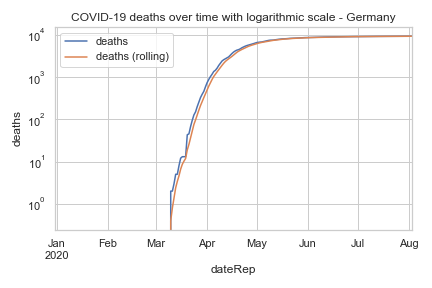 COVID-19 deaths over time with logarithmic scale - Germany
deaths
deaths (rolling)
10⁴
10³
10²
10¹
10⁰
deaths
Jan Feb Mar Apr May Jun Jul Aug
2020
dateRep